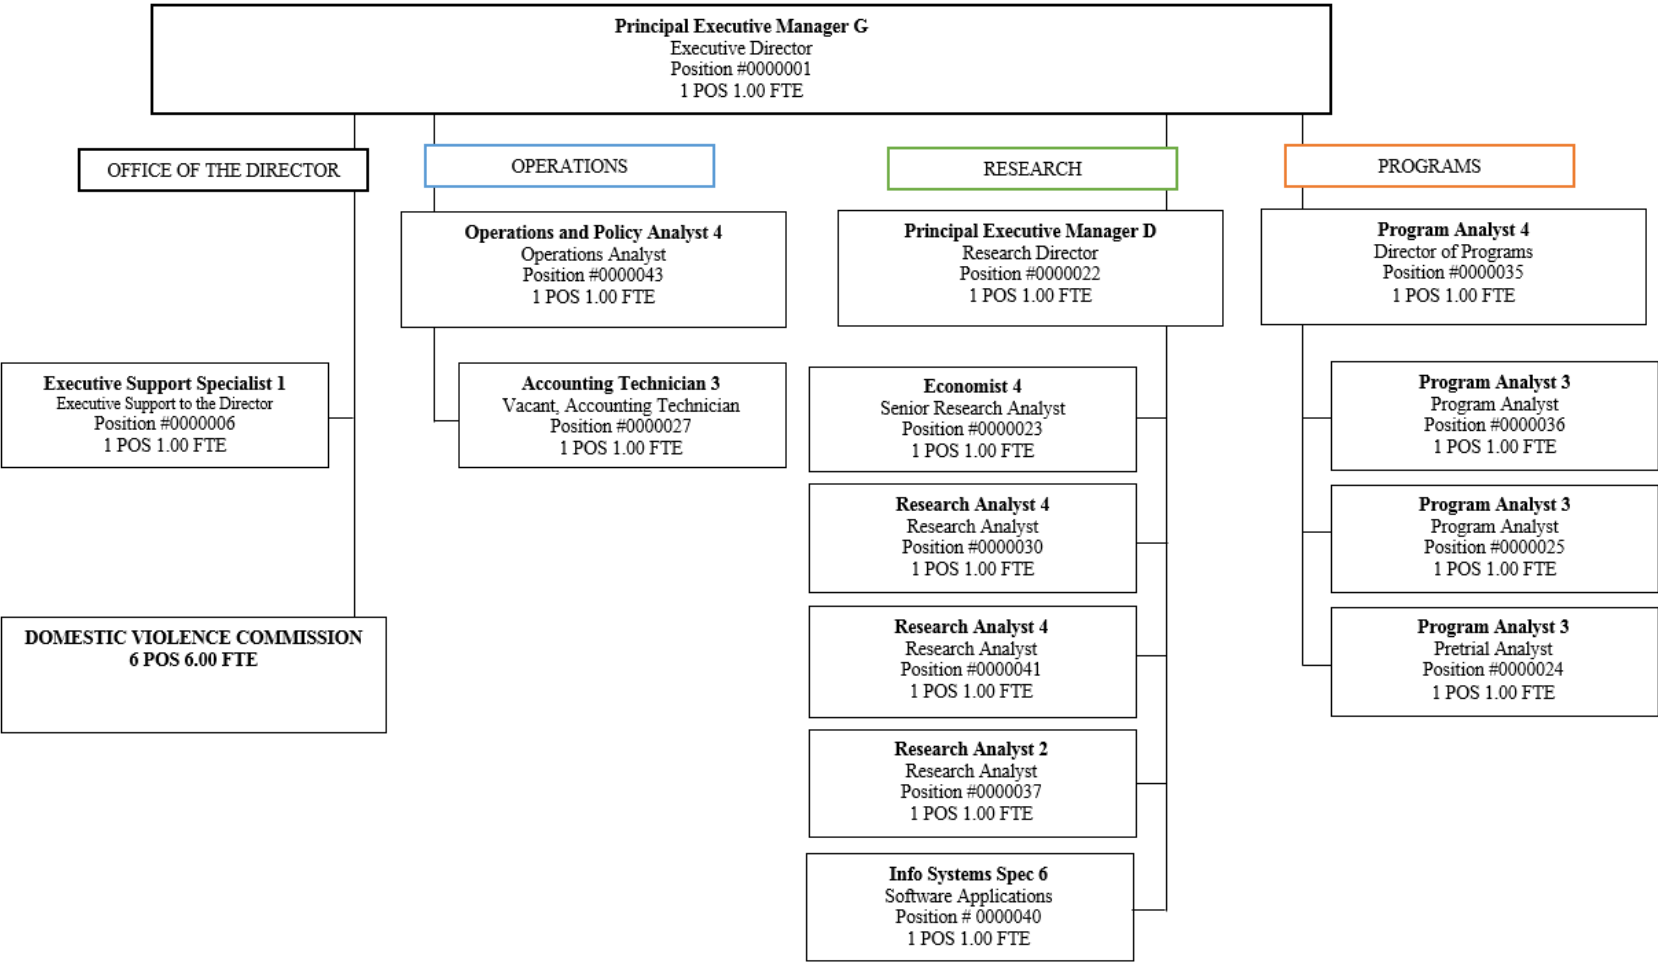 Principal Executive Manager G
Executive Director
Position #0000001
1 POS 1.00 FTE
OFFICE OF THE DIRECTOR
OPERATIONS
RESEARCH
PROGRAMS
Operations and Policy Analyst 4
Operations Analyst
Position #0000043
1 POS 1.00 FTE
Principal Executive Manager D
Research Director
Position #0000022
1 POS 1.00 FTE
Program Analyst 4
Director of Programs
Position #0000035
1 POS 1.00 FTE
Executive Support Specialist 1
Executive Support to the Director
Position #0000006
1 POS 1.00 FTE
Accounting Technician 3
Vacant, Accounting Technician
Position #0000027
1 POS 1.00 FTE
Economist 4
Senior Research Analyst
Position #0000023
1 POS 1.00 FTE
Program Analyst 3
Program Analyst
Position #0000036
1 POS 1.00 FTE
Research Analyst 4
Research Analyst
Position #0000030
1 POS 1.00 FTE
Program Analyst 3
Program Analyst
Position #0000025
1 POS 1.00 FTE
DOMESTIC VIOLENCE COMMISSION
6 POS 6.00 FTE
Research Analyst 4
Research Analyst
Position #0000041
1 POS 1.00 FTE
Program Analyst 3
Pretrial Analyst
Position #0000024
1 POS 1.00 FTE
Research Analyst 2
Research Analyst
Position #0000037
1 POS 1.00 FTE
Info Systems Spec 6
Software Applications
Position # 0000040
1 POS 1.00 FTE